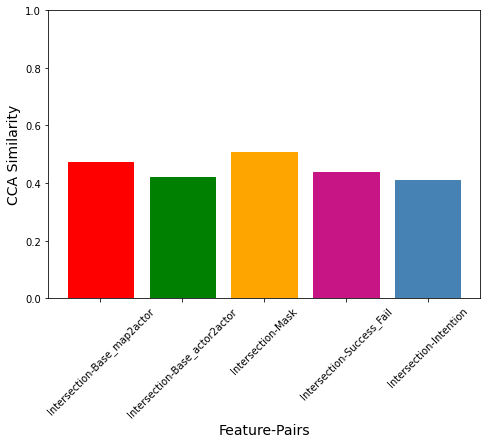 1.0
0.8
0.6
0.4
0.2
0.0
CCA Similarity
Intersection-Base_map2actor
Intersection-Base_actor2actor
Intersection-Mask
Intersection-Success_Fail
Intersection-Intention
Feature-Pairs